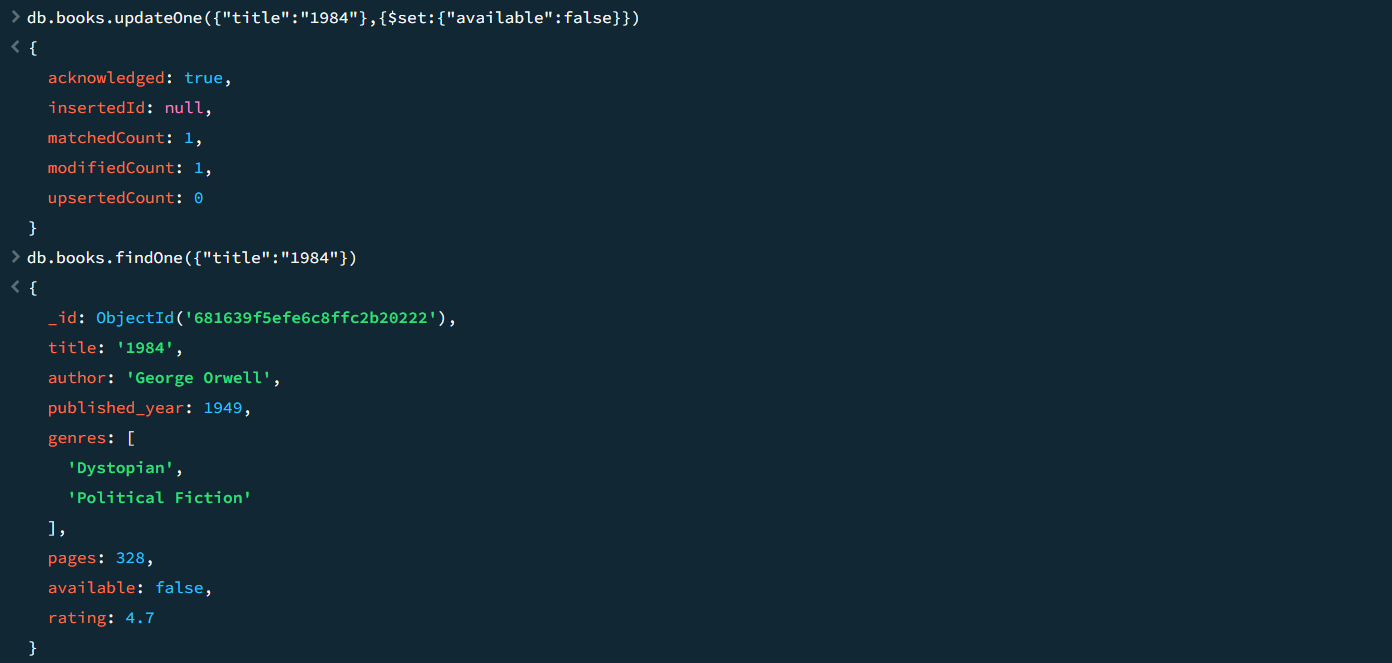 > db.books.updateOne({"title":"1984"},{$set:{"available":false}})
< {
acknowledged: true,
insertedId: null,
matchedCount: 1,
modifiedCount: 1,
upsertedCount: 0
}
> db.books.findOne({"title":"1984"})
< {
_id: ObjectId('681639f5efe6c8ffc2b20222'),
title: '1984',
author: 'George Orwell',
published_year: 1949,
genres: [
'Dystopian',
'Political Fiction'
],
pages: 328,
available: false,
rating: 4.7
}